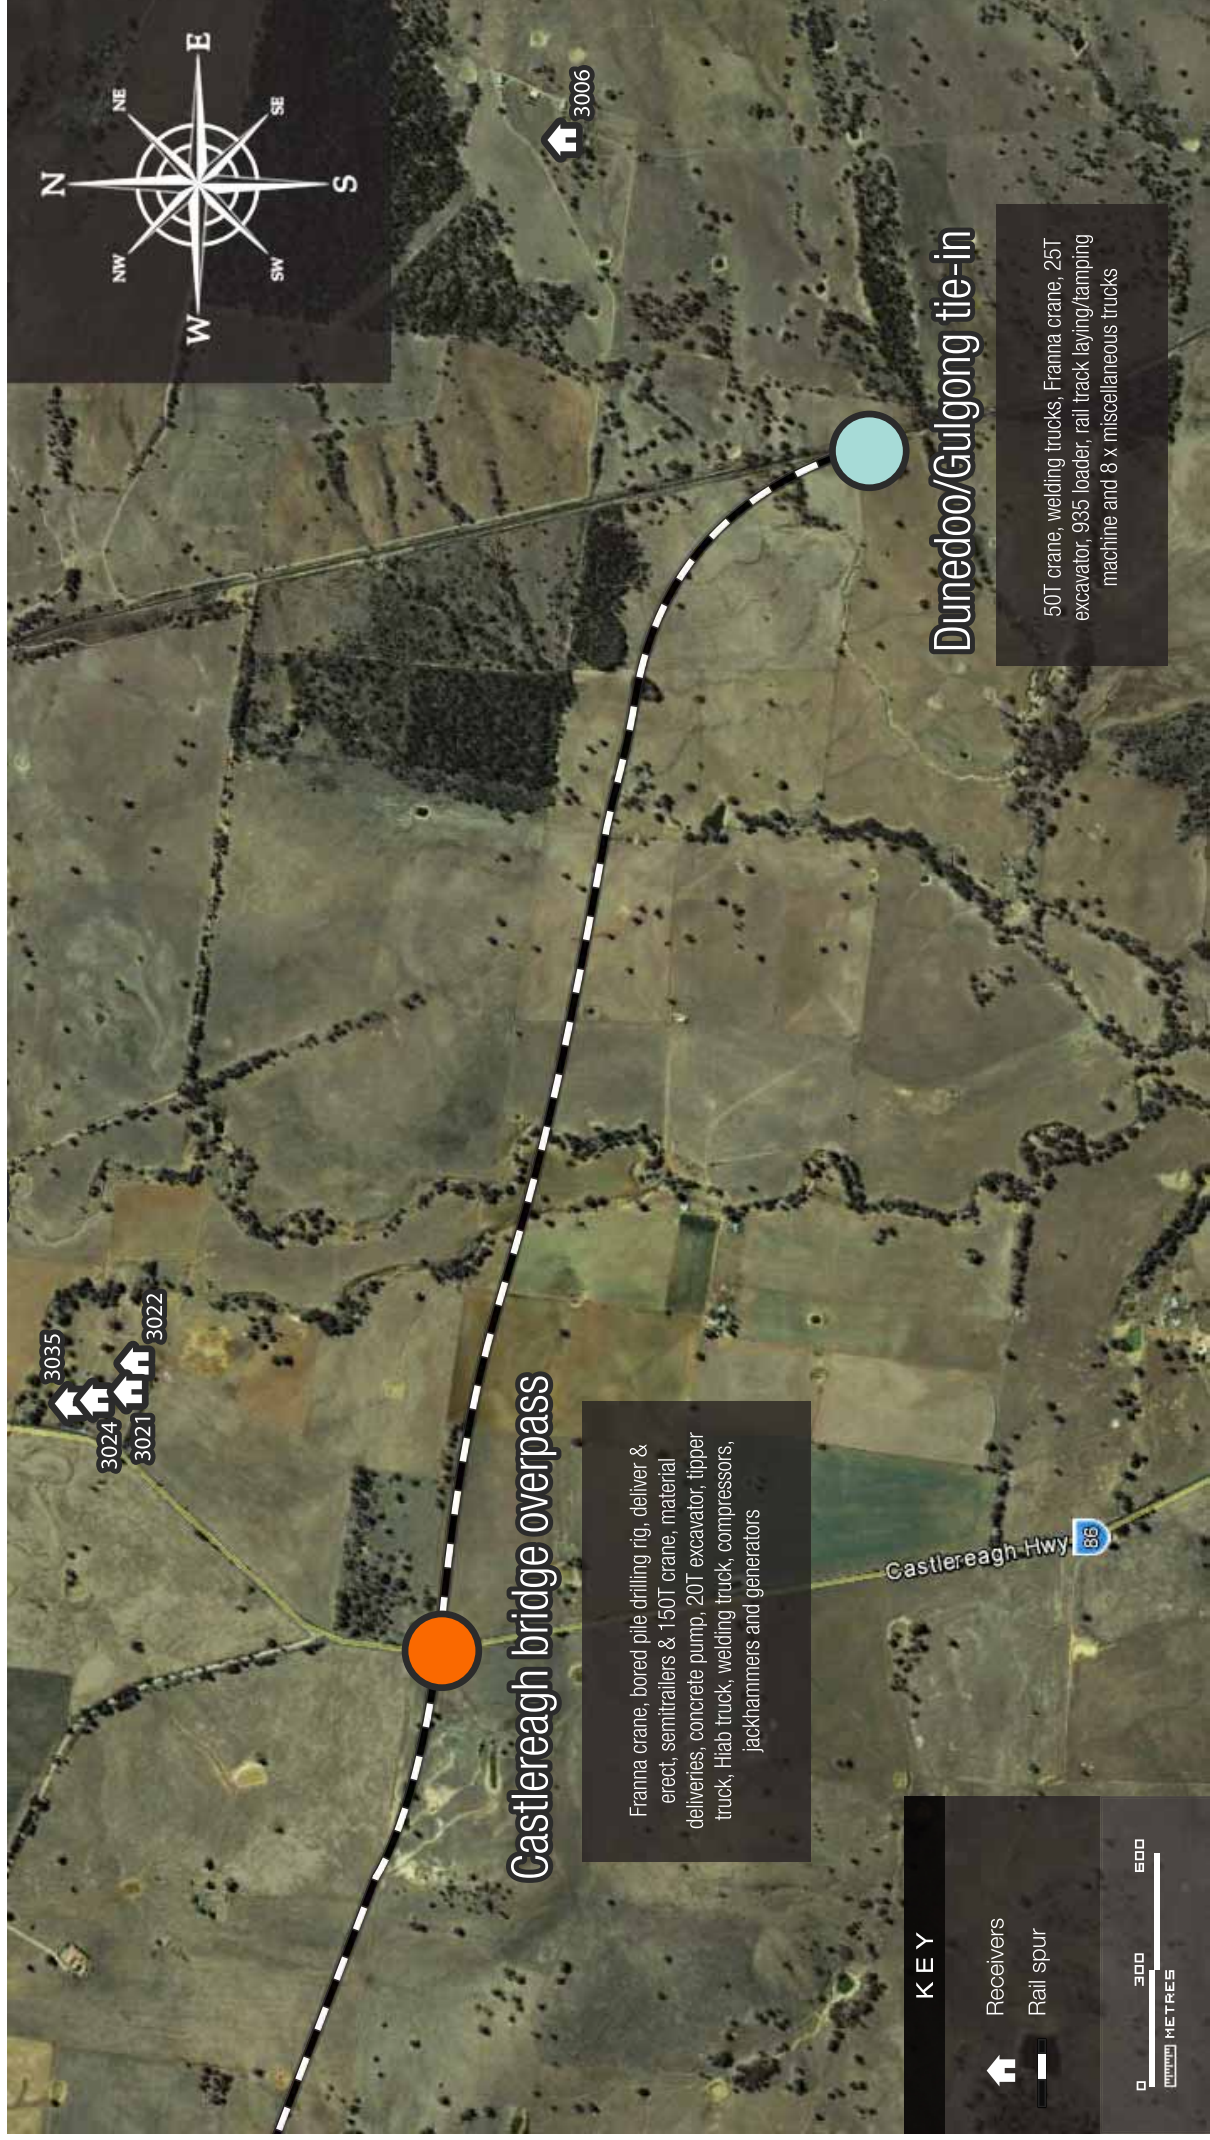 N
NE
E
SE
S
SW
W
NW
3006
3035
3024
3021
3022
Castlereagh bridge overpass
Franna crane, bored pile drilling rig, deliver &
erect, semitrailers & 150T crane, material
deliveries, concrete pump, 20T excavator, tipper
truck, Hiab truck, welding truck, compressors,
jackhammers and generators
Dunedoo/Gulgong tie-in
50T crane, welding trucks, Franna crane, 25T
excavator, 935 loader, rail track laying/tamping
machine and 8 x miscellaneous trucks
Castlereagh Hwy
86
KEY
Receivers
Rail spur
0 300 600
METRES